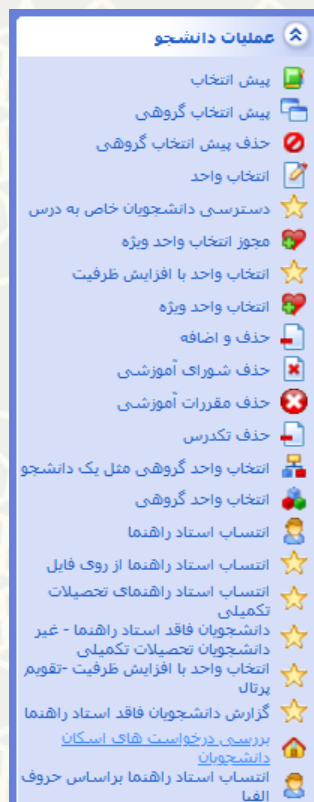 عملیات دانشجو
پیش انتخاب
پیش انتخاب گروهی
حذف پیش انتخاب گروهی
انتخاب واحد
دسترسی دانشجویان خاص به درس
مجوز انتخاب واحد ویژه
انتخاب واحد با افزایش ظرفیت
انتخاب واحد ویژه
حذف و اضافه
حذف شورای آموزشی
حذف مقررات آموزشی
حذف تکدرس
انتخاب واحد گروهی مثل یک دانشجو
انتخاب واحد گروهی
انتساب استاد راهنما
انتساب استاد راهنما از روی فایل
انتساب استاد راهنمای تحصیلات
تکمیلی
دانشجویان فاقد استاد راهنما - غیر
دانشجویان تحصیلات تکمیلی
انتخاب واحد با افزایش ظرفیت -تقویم
پرتال
گزارش دانشجویان فاقد استاد راهنما
بررسی درخواست های اسکان
دانشجویان
انتساب استاد راهنما براساس حروف
الفبا